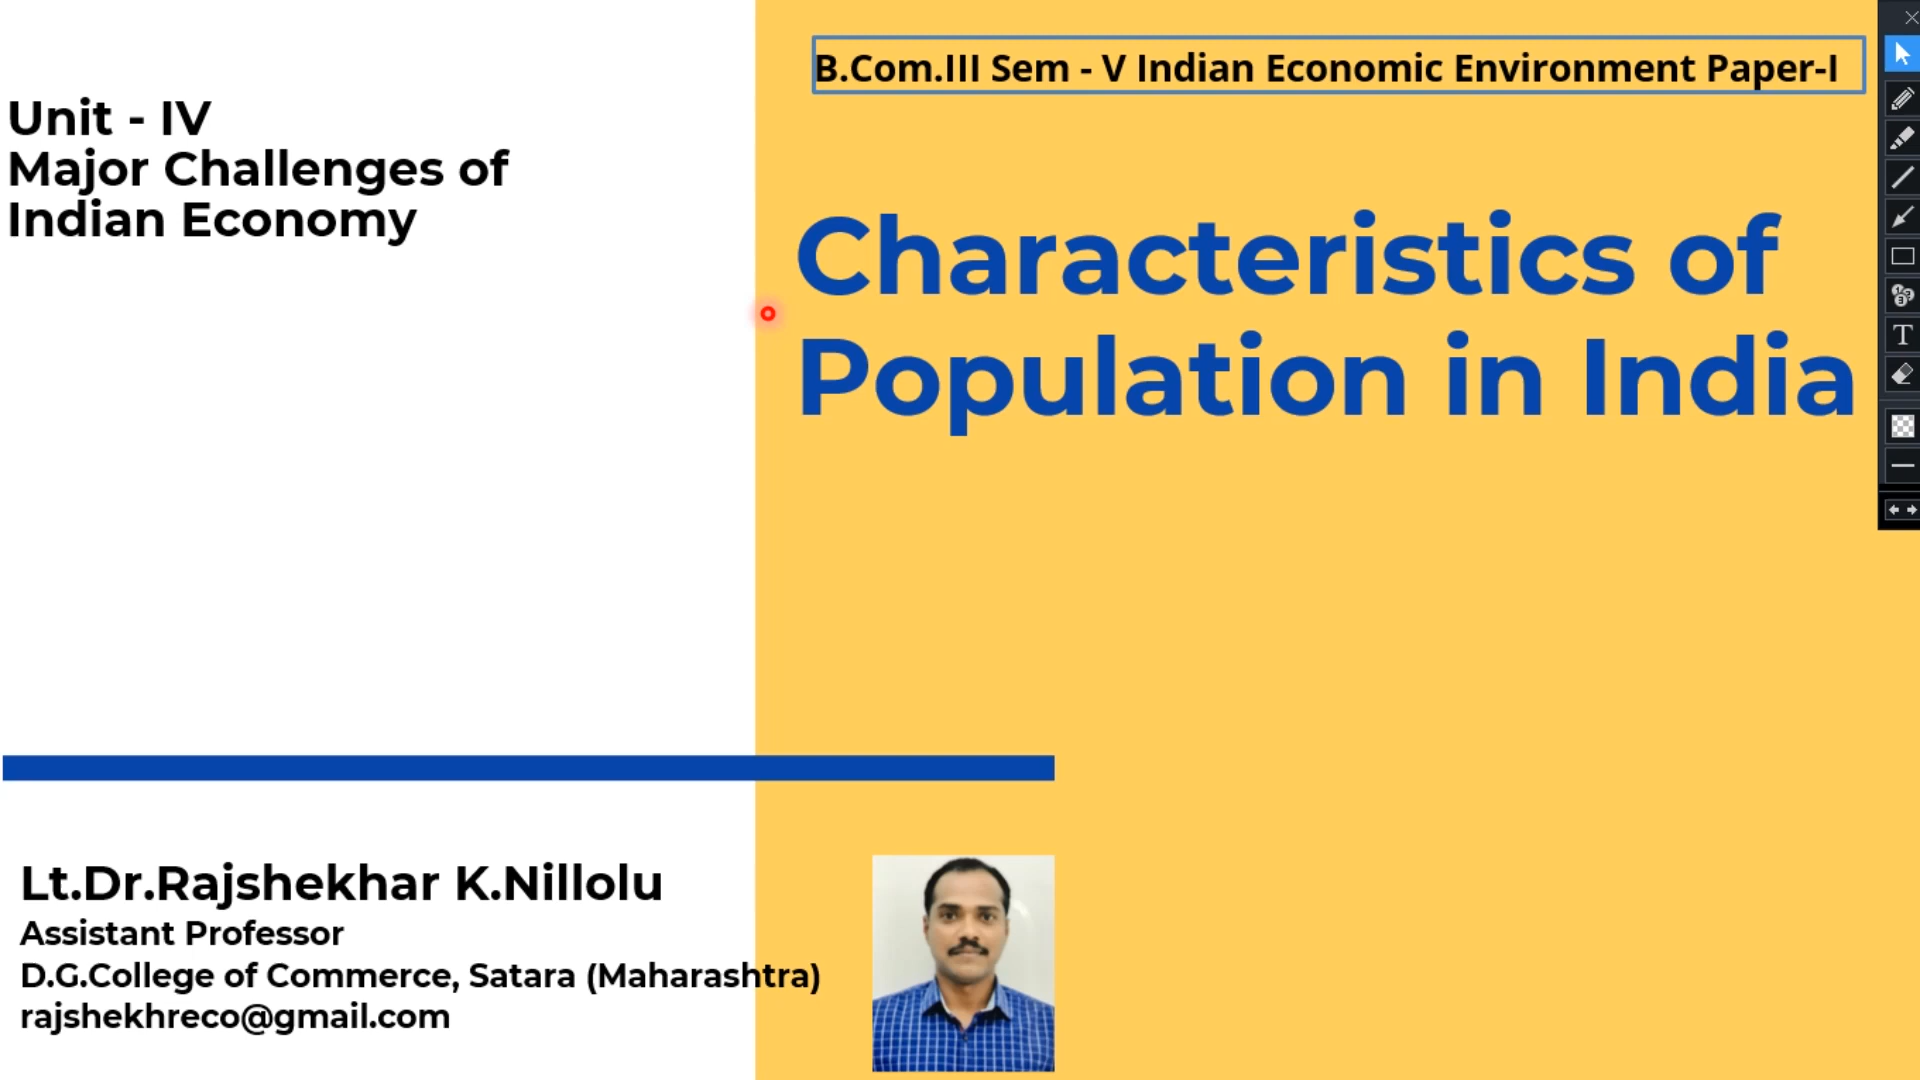 B.Com.III Sem - V Indian Economic Environment Paper-I
Unit - IV
Major Challenges of
Indian Economy
Characteristics of
Population in India
Lt.Dr.Rajshekhar K.Nillolu
Assistant Professor
D.G.College of Commerce, Satara (Maharashtra)
rajshekhreco@gmail.com